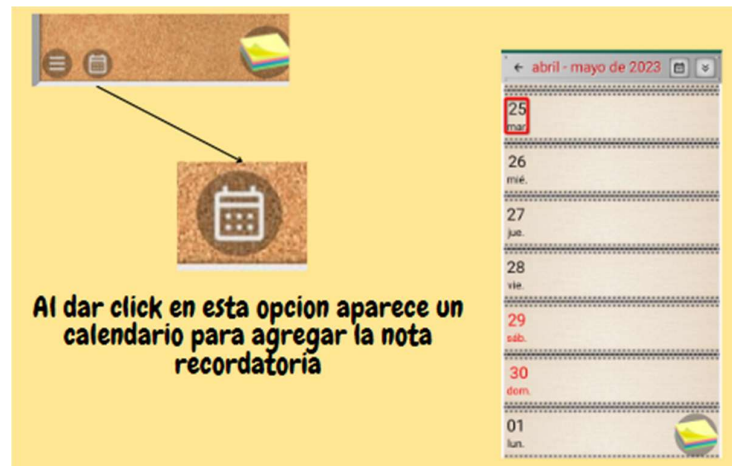 Al dar click en esta opcion aparece un
calendario para agregar la nota
recordatoria
abril - mayo de 2023
25
mar.
26
mié.
27
jue.
28
vie.
29
sáb.
30
dom.
01
lun.